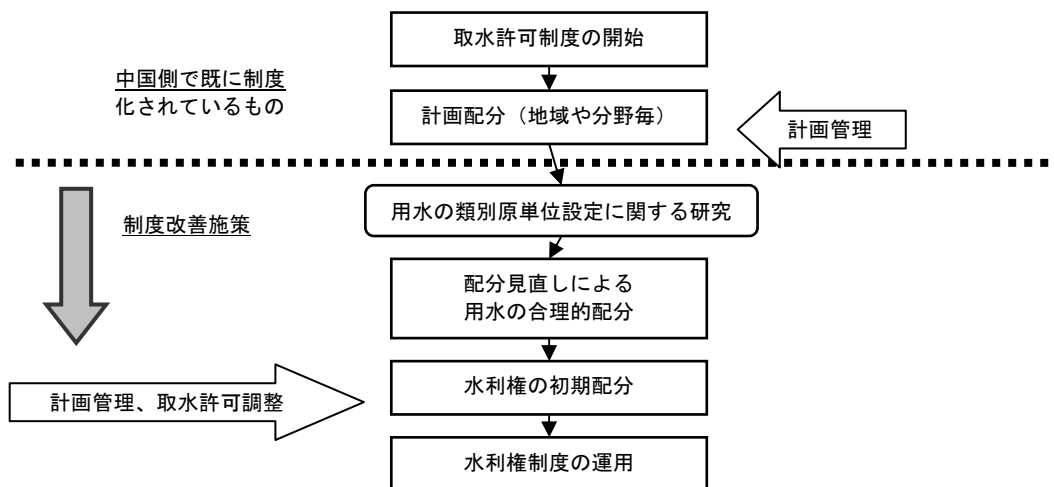 取水許可制度の開始
中国側で既に制度
化されているもの
計画配分（地域や分野毎）
計画管理
用水の類別原単位設定に関する研究
制度改善施策
配分見直しによる
用水の合理的配分
計画管理、取水許可調整
水利権の初期配分
水利権制度の運用